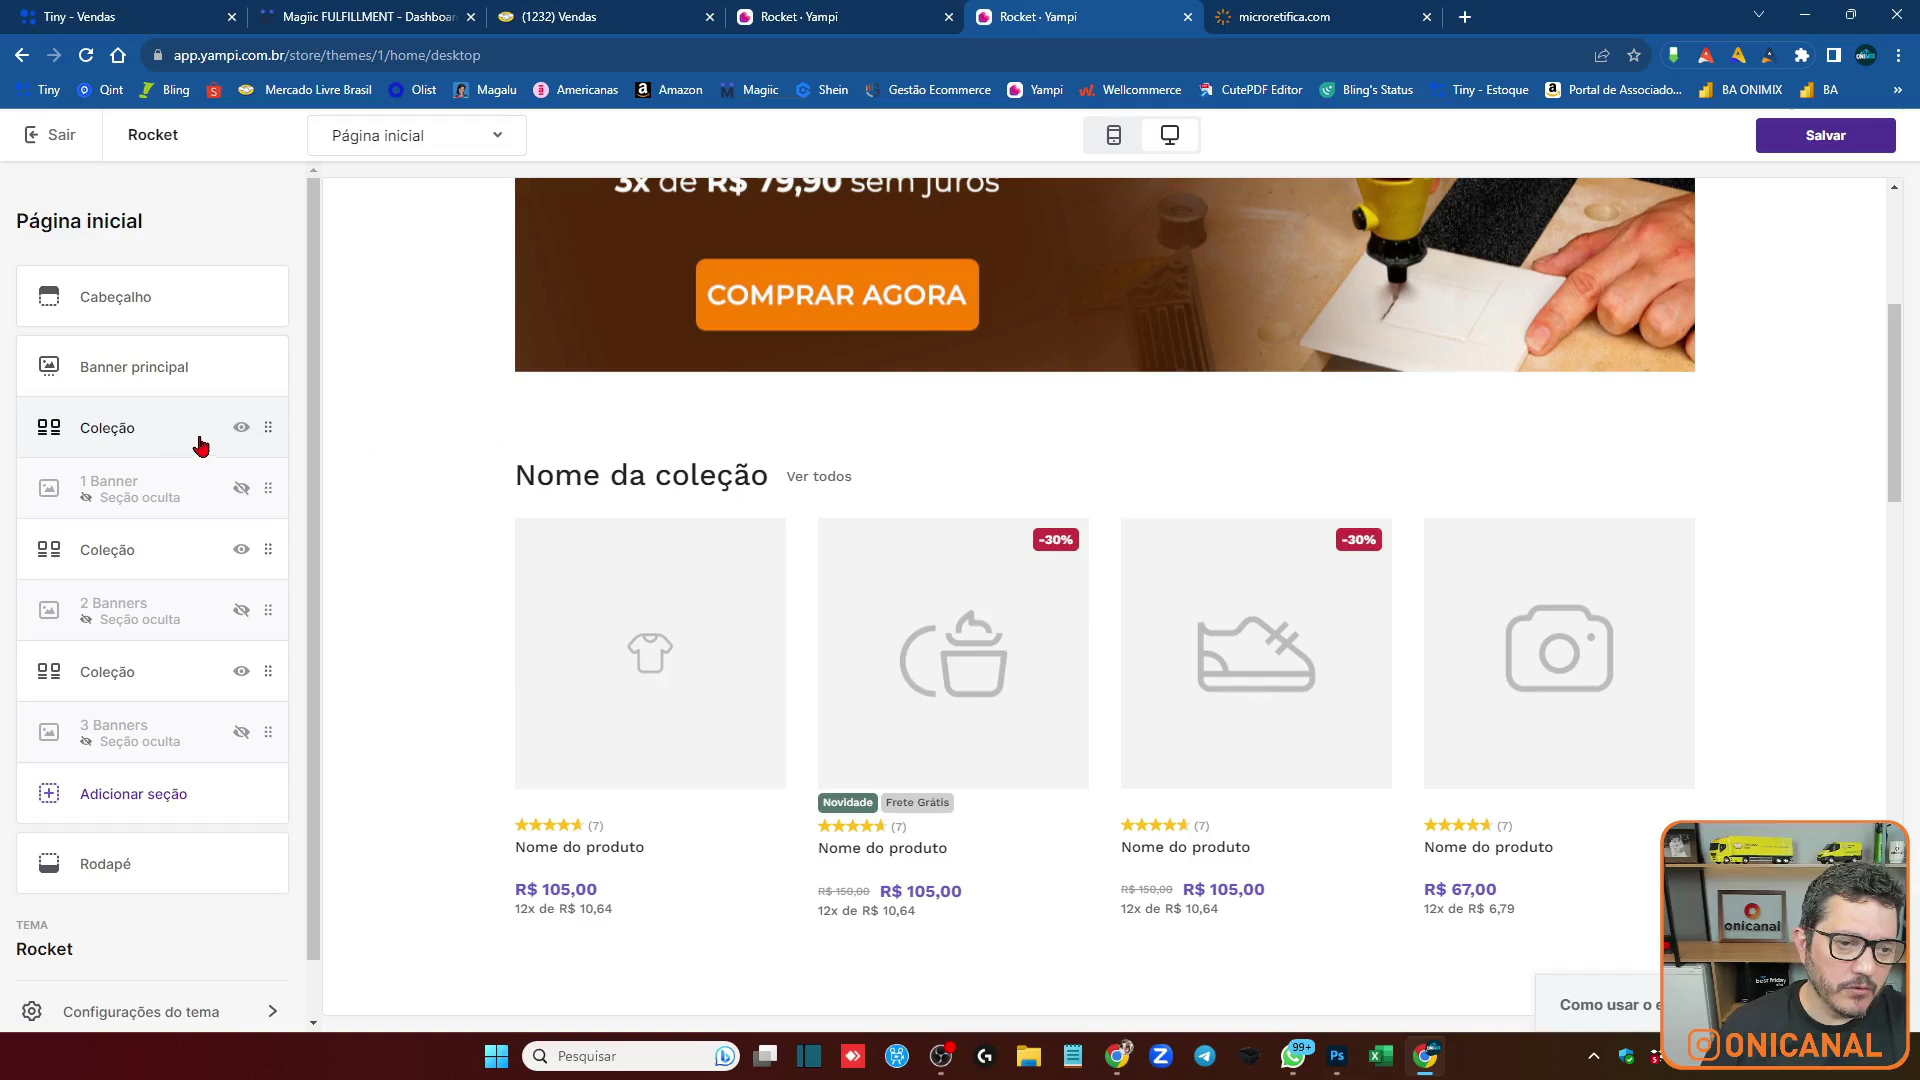 Tiny - Vendas
Magiic FULFILLMENT - Dashboar
(1232) Vendas
Rocket · Yampi
Rocket · Yampi
microretifica.com
app.yampi.com.br/store/themes/1/home/desktop
Tiny
Qint
Bling
Mercado Livre Brasil
Olist
Magalu
Americanas
Amazon
Magiic
Shein
Gestão Ecommerce
Yampi
Wellcommerce
CutePDF Editor
Bling's Status
Tiny - Estoque
Portal de Associado...
BA ONIMIX
BA
Sair
Rocket
Página inicial
Salvar
3x de R$ 79,90 sem juros
COMPRAR AGORA
Página inicial
Cabeçalho
Banner principal
Coleção
1 Banner
Seção oculta
Coleção
2 Banners
Seção oculta
Coleção
3 Banners
Seção oculta
Adicionar seção
Rodapé
TEMA
Rocket
Configurações do tema
Nome da coleção Ver todos
-30%
-30%
Novidade Frete Grátis
(7)
(7)
(7)
(7)
Nome do produto
Nome do produto
Nome do produto
Nome do produto
R$ 105,00
R$ 150,00 R$ 105,00
R$ 150,00 R$ 105,00
R$ 67,00
12x de R$ 10,64
12x de R$ 10,64
12x de R$ 10,64
12x de R$ 6,79
Como usar o e
onicanal
best friday
@ONICANAL
Pesquisar
99+
Ps